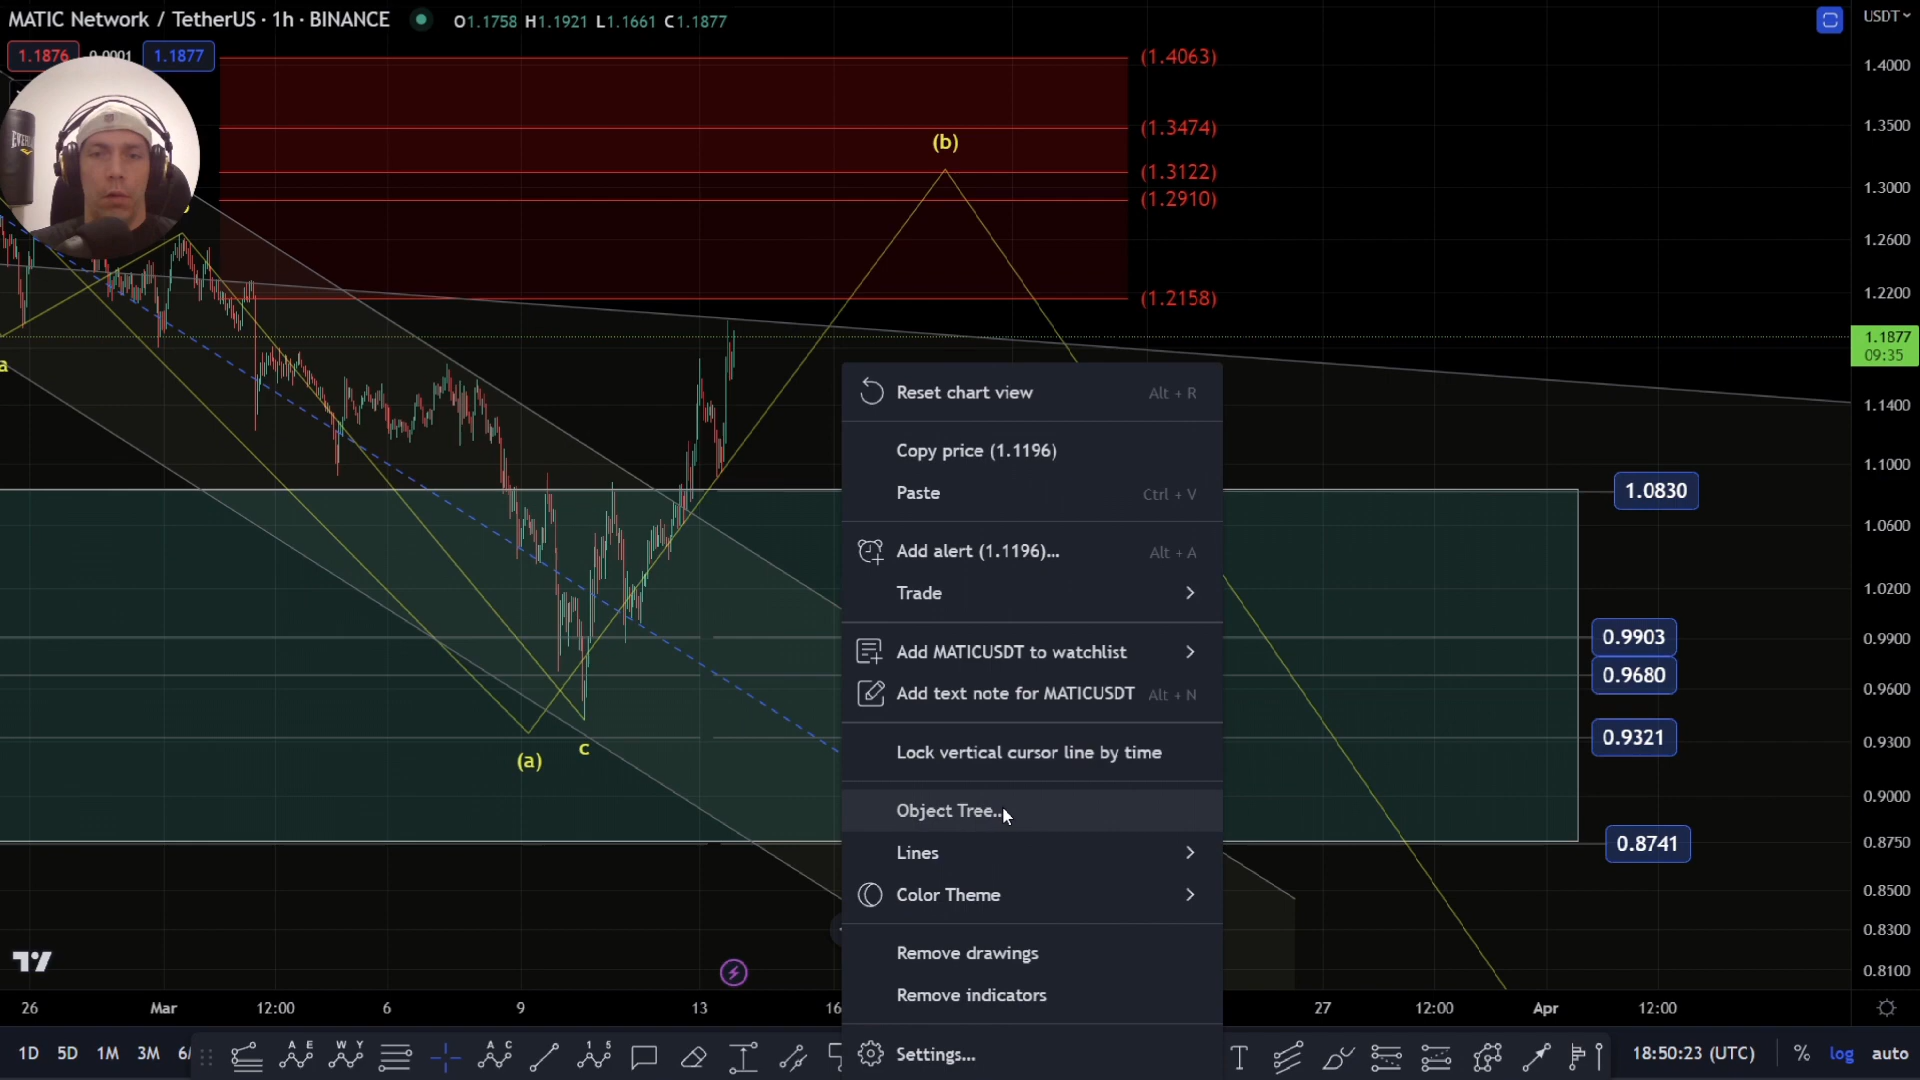 MATIC Network / TetherUS · 1h · BINANCE
O1.1758 H1.1921 L1.1661 C1.1877
USDT
1.1876
0.0001
1.1877
(1.4063)
(1.3474)
(1.3122)
(1.2910)
(1.2158)
(b)
a
(a)
c
EVERLAST
1.4000
1.3500
1.3000
1.2600
1.2200
1.1877
09:35
1.1400
1.1000
1.0600
1.0200
0.9900
0.9600
0.9300
0.9000
0.8750
0.8500
0.8300
0.8100
1.0830
0.9903
0.9680
0.9321
0.8741
Reset chart view Alt + R
Copy price (1.1196)
Paste Ctrl + V
Add alert (1.1196)... Alt + A
Trade
Add MATICUSDT to watchlist
Add text note for MATICUSDT Alt + N
Lock vertical cursor line by time
Object Tree...
Lines
Color Theme
Remove drawings
Remove indicators
Settings...
26 Mar 12:00 6 9 13 16 27 12:00 Apr 12:00
1D 5D 1M 3M
A E
W Y
A C
1 5
T
18:50:23 (UTC) % log auto